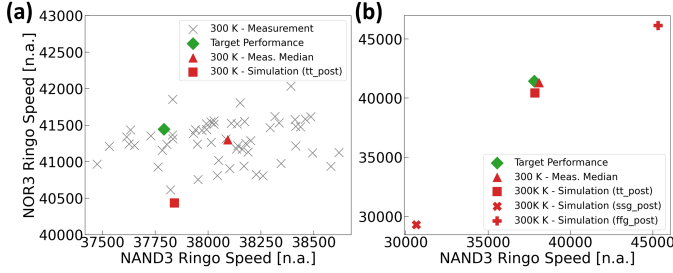 (a)
43000
42500
42000
41500
41000
40500
40000
NOR3 Ringo Speed [n.a.]
300 K - Measurement
Target Performance
300 K - Meas. Median
300 K - Simulation (tt_post)
37500 37750 38000 38250 38500
NAND3 Ringo Speed [n.a.]
(b)
45000
40000
35000
30000
Target Performance
300 K - Meas. Median
300K K - Simulation (tt_post)
300K K - Simulation (ssg_post)
300K K - Simulation (ffg_post)
30000 35000 40000 45000
NAND3 Ringo Speed [n.a.]